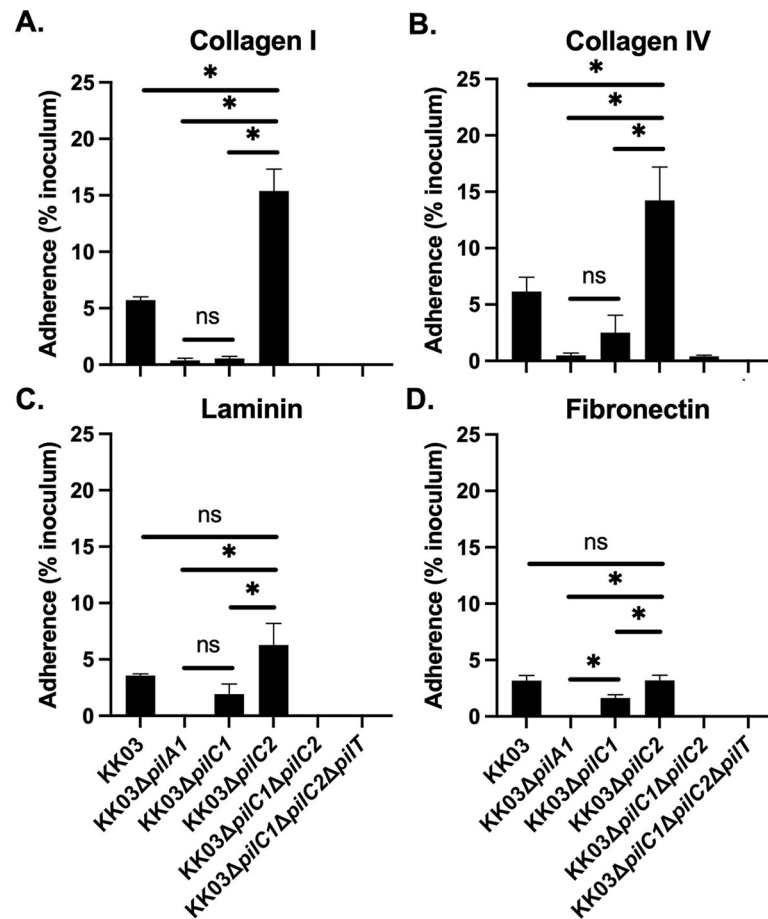 A.
Collagen I
Adherence (% inoculum)
25
20
15
10
5
0
*
*
*
ns
B.
Collagen IV
Adherence (% inoculum)
25
20
15
10
5
0
*
*
*
ns
C.
Laminin
Adherence (% inoculum)
25
20
15
10
5
0
ns
*
*
ns
KK03
KK03ΔpilA1
KK03ΔpilC1
KK03ΔpilC2
KK03ΔpilC1ΔpilC2
KK03ΔpilC1ΔpilC2ΔpilT
D.
Fibronectin
Adherence (% inoculum)
25
20
15
10
5
0
ns
*
*
*
KK03
KK03ΔpilA1
KK03ΔpilC1
KK03ΔpilC2
KK03ΔpilC1ΔpilC2
KK03ΔpilC1ΔpilC2ΔpilT